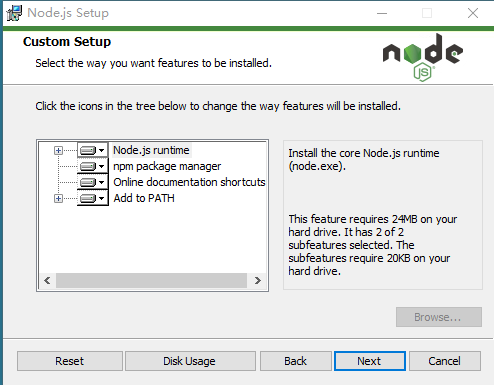 Node.js Setup
Custom Setup
Select the way you want features to be installed.
node
JS
Click the icons in the tree below to change the way features will be installed.
Node.js runtime
npm package manager
Online documentation shortcuts
Add to PATH
Install the core Node.js runtime
(node.exe).
This feature requires 24MB on your
hard drive. It has 2 of 2
subfeatures selected. The
subfeatures require 20KB on your
hard drive.
Browse...
Reset
Disk Usage
Back
Next
Cancel